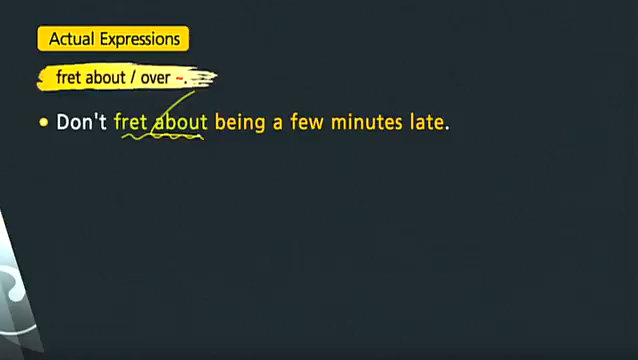 Actual Expressions
fret about / over ~.
• Don't fret about being a few minutes late.